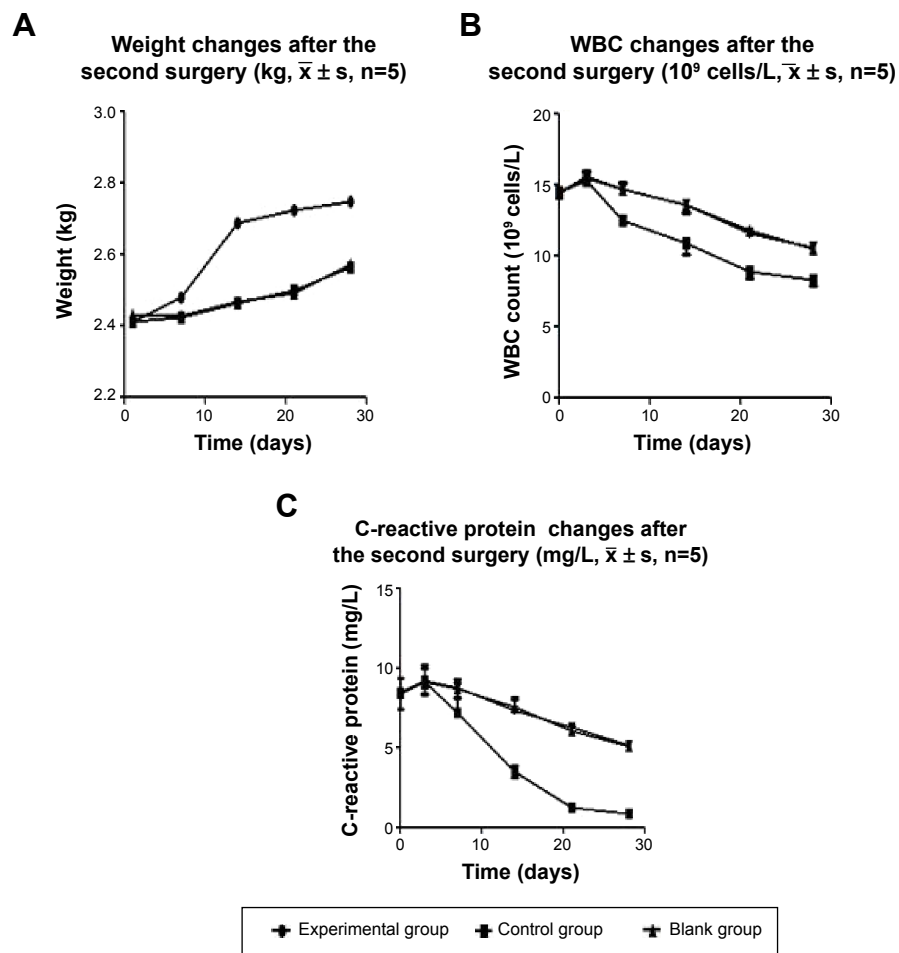 A
Weight changes after the
second surgery (kg, x̅ ± s, n=5)
3.0
2.8
2.6
2.4
2.2
Weight (kg)
0 10 20 30
Time (days)
B
WBC changes after the
second surgery (10⁹ cells/L, x̅ ± s, n=5)
20
15
10
5
0
WBC count (10⁹ cells/L)
0 10 20 30
Time (days)
C
C-reactive protein changes after
the second surgery (mg/L, x̅ ± s, n=5)
15
10
5
0
C-reactive protein (mg/L)
0 10 20 30
Time (days)
Experimental group Control group Blank group